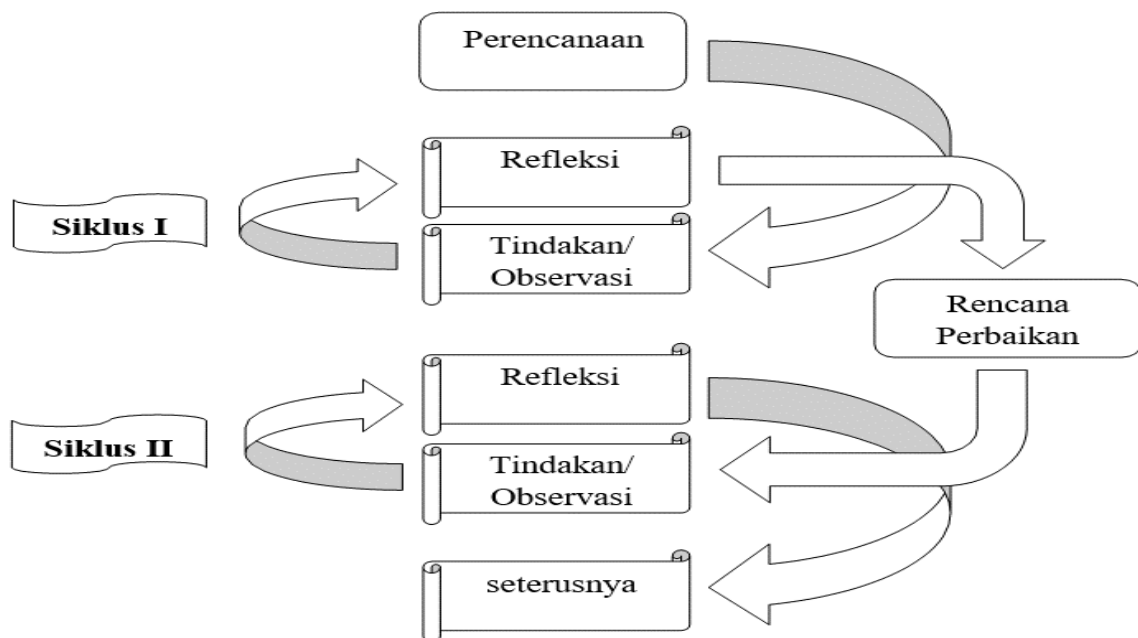 Perencanaan
Refleksi
Siklus I
Tindakan/
Observasi
Rencana
Perbaikan
Refleksi
Siklus II
Tindakan/
Observasi
seterusnya